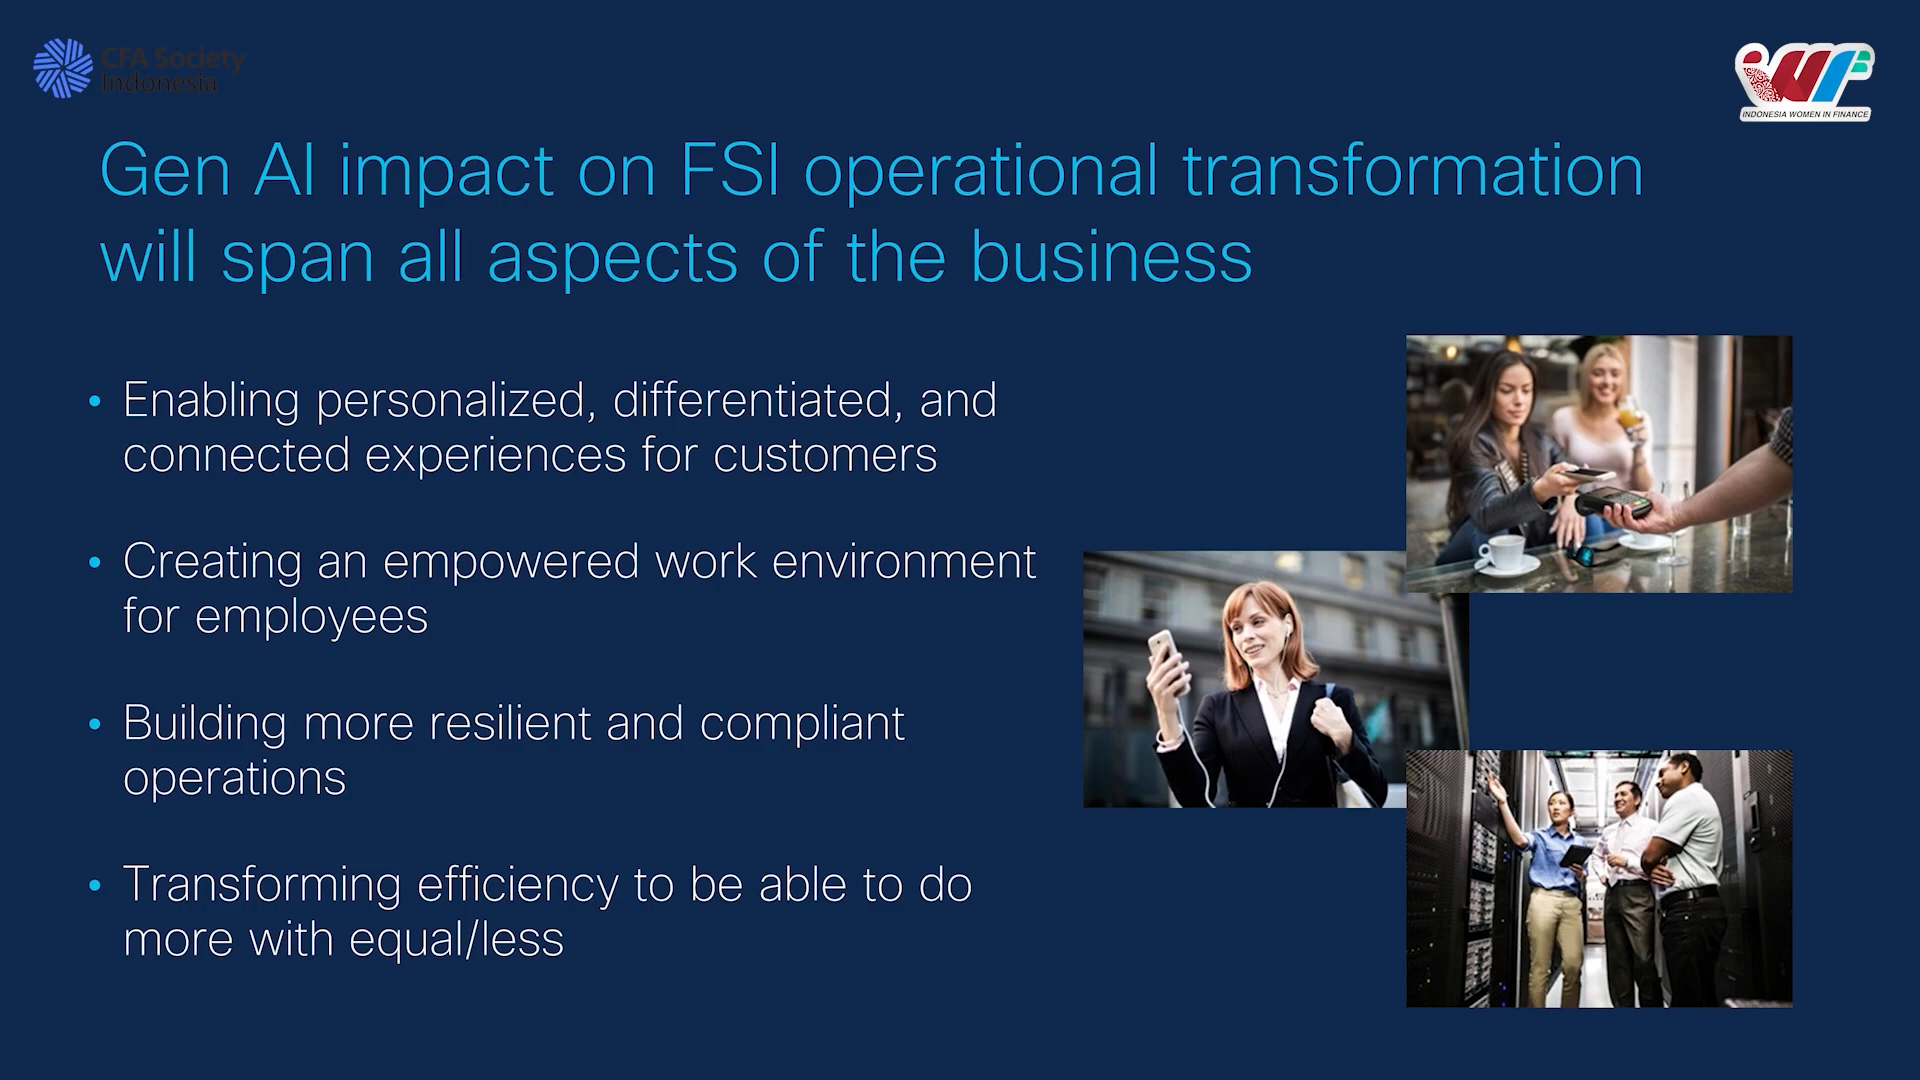 CFA Society
Indonesia
IWF
INDONESIA WOMEN IN FINANCE
Gen AI impact on FSI operational transformation
will span all aspects of the business
• Enabling personalized, differentiated, and
connected experiences for customers
• Creating an empowered work environment
for employees
• Building more resilient and compliant
operations
• Transforming efficiency to be able to do
more with equal/less